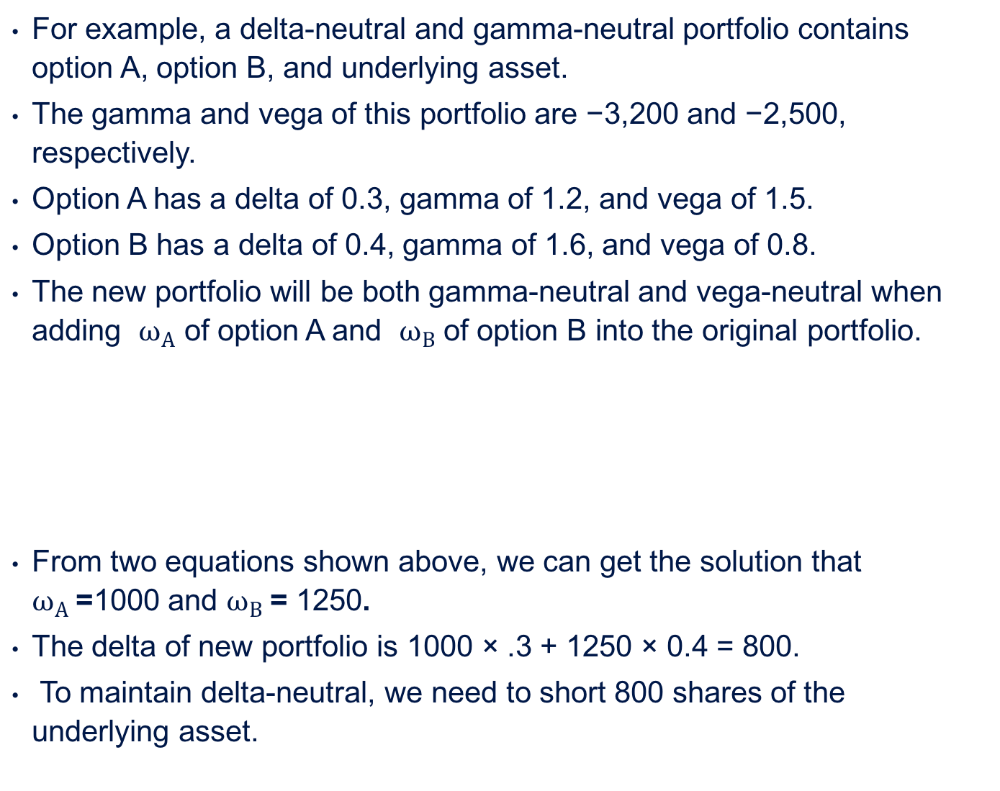 • For example, a delta-neutral and gamma-neutral portfolio contains
option A, option B, and underlying asset.
• The gamma and vega of this portfolio are −3,200 and −2,500,
respectively.
• Option A has a delta of 0.3, gamma of 1.2, and vega of 1.5.
• Option B has a delta of 0.4, gamma of 1.6, and vega of 0.8.
• The new portfolio will be both gamma-neutral and vega-neutral when
adding ω_A of option A and ω_B of option B into the original portfolio.
• From two equations shown above, we can get the solution that
ω_A =1000 and ω_B = 1250.
• The delta of new portfolio is 1000 × .3 + 1250 × 0.4 = 800.
• To maintain delta-neutral, we need to short 800 shares of the
underlying asset.